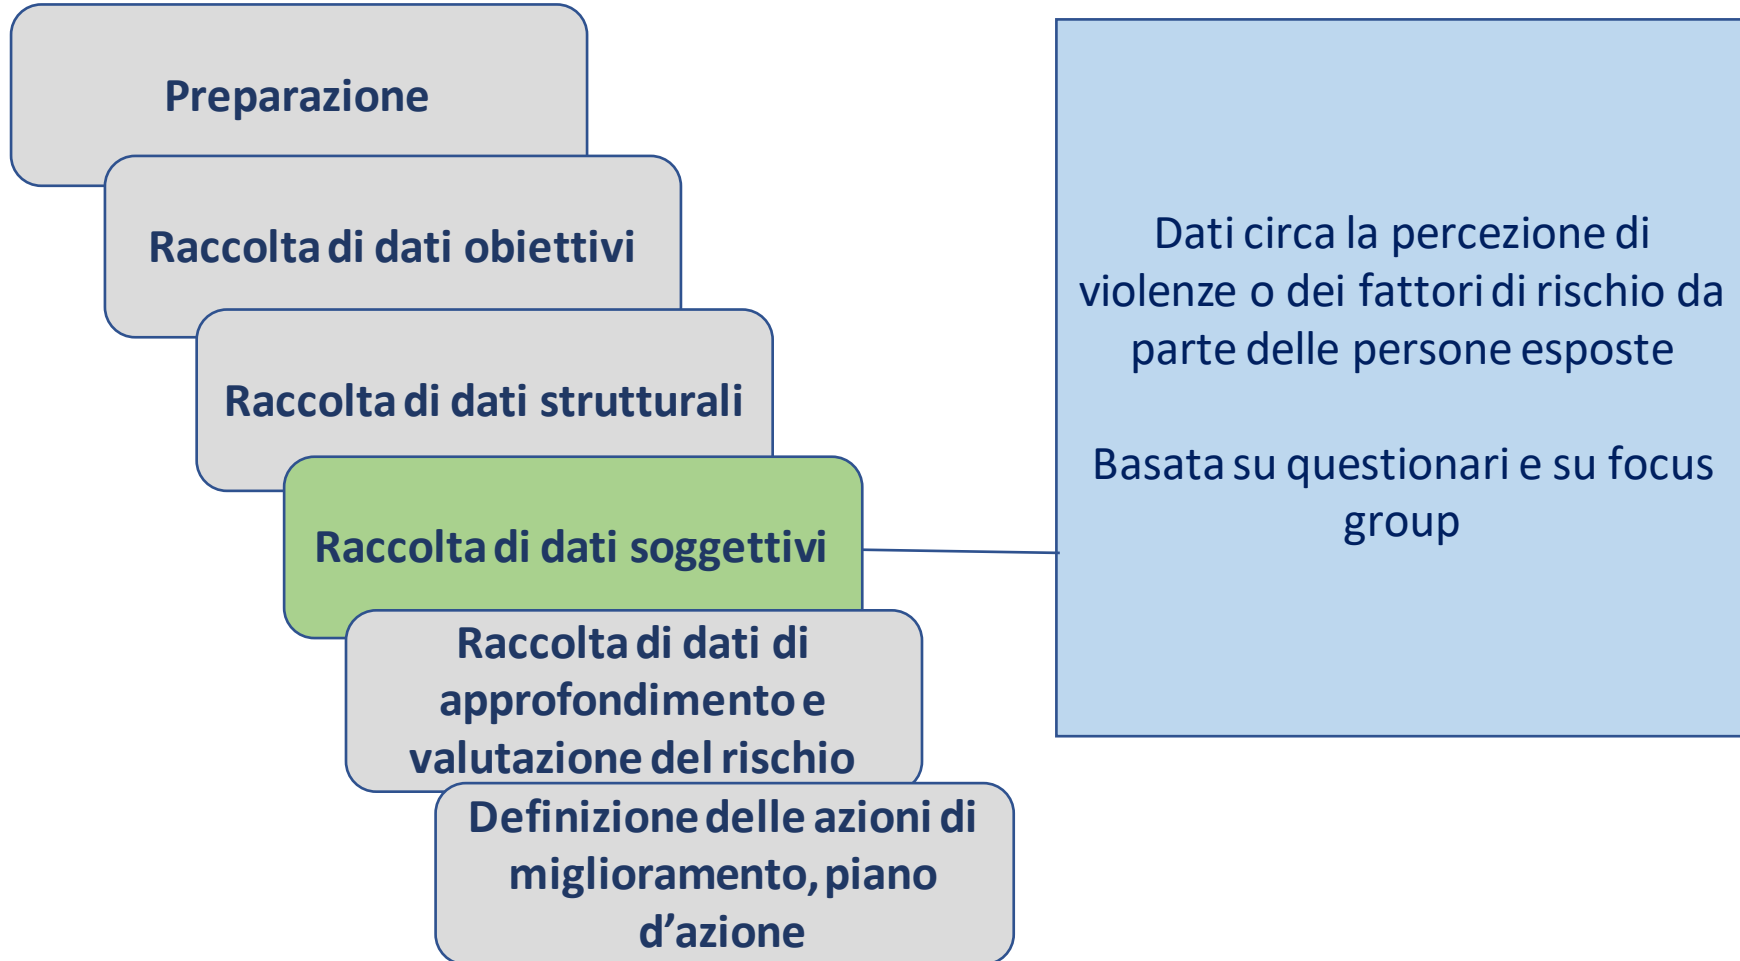 Preparazione
Raccolta di dati obiettivi
Raccolta di dati strutturali
Raccolta di dati soggettivi
Raccolta di dati di
approfondimento e
valutazione del rischio
Definizione delle azioni di
miglioramento, piano
d’azione
Dati circa la percezione di
violenze o dei fattori di rischio da
parte delle persone esposte
Basata su questionari e su focus
group